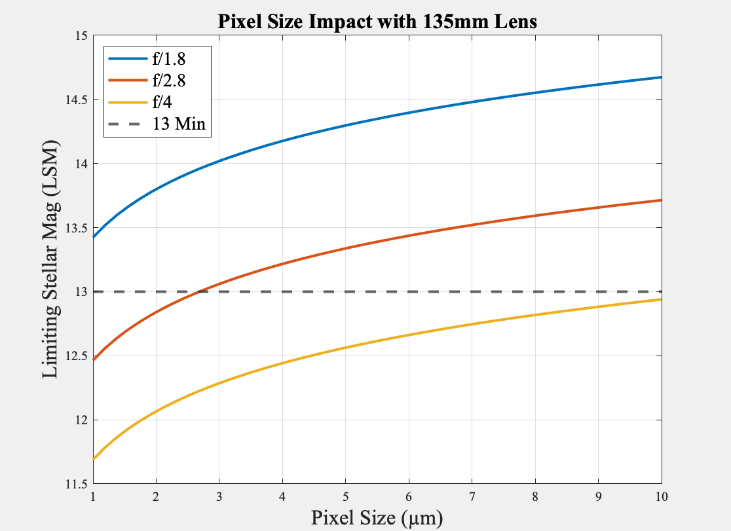 Pixel Size Impact with 135mm Lens
15
14.5
14
13.5
13
12.5
12
11.5
Limiting Stellar Mag (LSM)
f/1.8
f/2.8
f/4
13 Min
1 2 3 4 5 6 7 8 9 10
Pixel Size (μm)